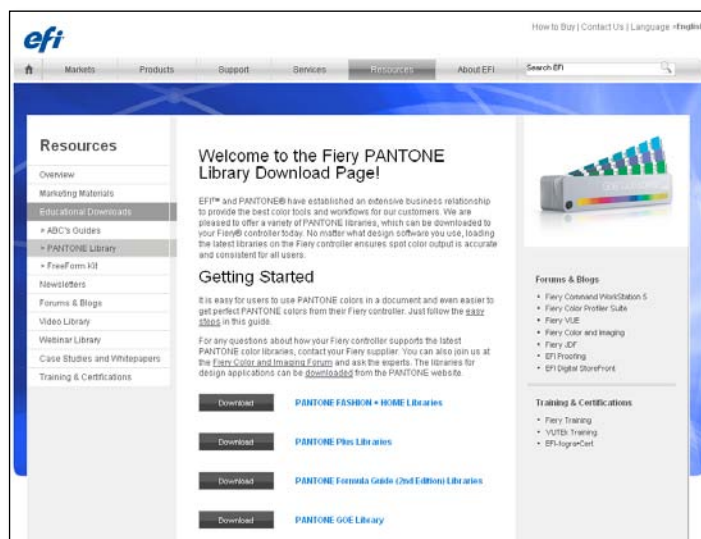 How to Buy | Contact Us | Language »English
efi
Markets Products Support Services Resources About EFI Search EFI
Resources
Overview
Marketing Materials
Educational Downloads
» ABC's Guides
» PANTONE Library
» FreeForm Kit
Newsletters
Forums & Blogs
Video Library
Webinar Library
Case Studies and Whitepapers
Training & Certifications
Welcome to the Fiery PANTONE
Library Download Page!
EFI™ and PANTONE® have established an extensive business relationship
to provide the best color tools and workflows for our customers. We are
pleased to offer a variety of PANTONE libraries, which can be downloaded to
your Fiery® controller today. No matter what design software you use, loading
the latest libraries on the Fiery controller ensures spot color output is accurate
and consistent for all users.
Getting Started
It is easy for users to use PANTONE colors in a document and even easier to
get perfect PANTONE colors from their Fiery controller. Just follow the easy
steps in this guide.
For any questions about how your Fiery controller supports the latest
PANTONE color libraries, contact your Fiery supplier. You can also join us at
the Fiery Color and Imaging Forum and ask the experts. The libraries for
design applications can be downloaded from the PANTONE website.
Download PANTONE FASHION + HOME Libraries
Download PANTONE Plus Libraries
Download PANTONE Formula Guide (2nd Edition) Libraries
Download PANTONE GOE Library
Forums & Blogs
• Fiery Command WorkStation 5
• Fiery Color Profiler Suite
• Fiery VUE
• Fiery Color and Imaging
• Fiery JDF
• EFI Proofing
• EFI Digital StoreFront
Training & Certifications
• Fiery Training
• VUTEk Training
• EFI-fogra•Cert